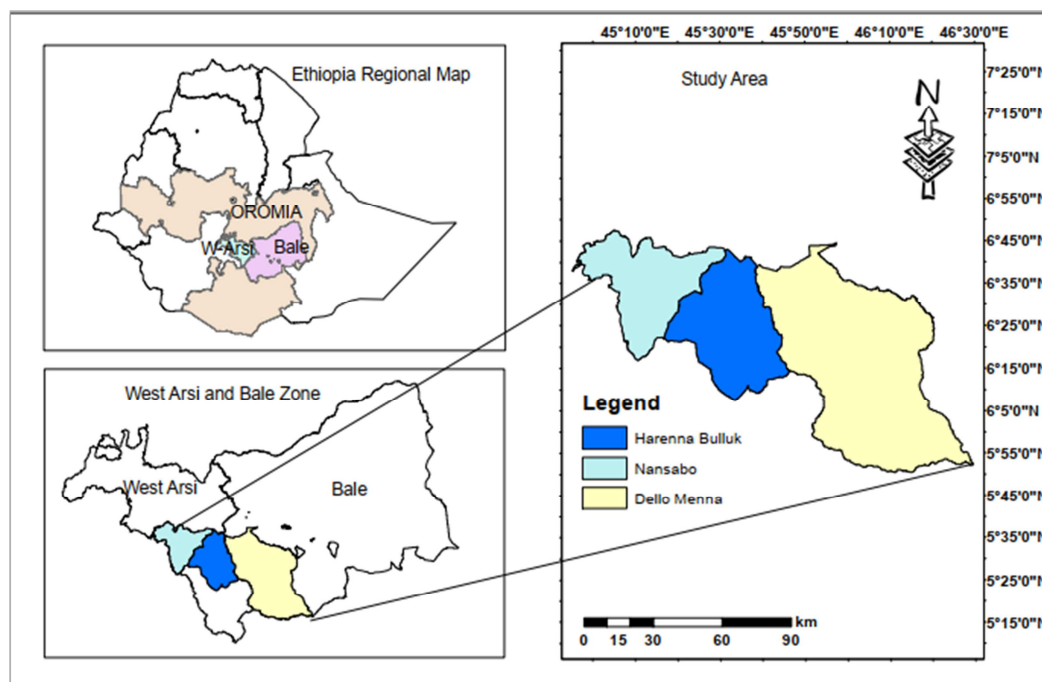 Ethiopia Regional Map
OROMIA
W-Arsi
Bale
West Arsi and Bale Zone
West Arsi
Bale
45°10'0"E 45°30'0"E 45°50'0"E 46°10'0"E 46°30'0"E
Study Area
N
7°25'0"N
7°15'0"N
7°5'0"N
6°55'0"N
6°45'0"N
6°35'0"N
6°25'0"N
6°15'0"N
6°5'0"N
5°55'0"N
5°45'0"N
5°35'0"N
5°25'0"N
5°15'0"N
Legend
Harenna Bulluk
Nansabo
Dello Menna
km
0 15 30 60 90